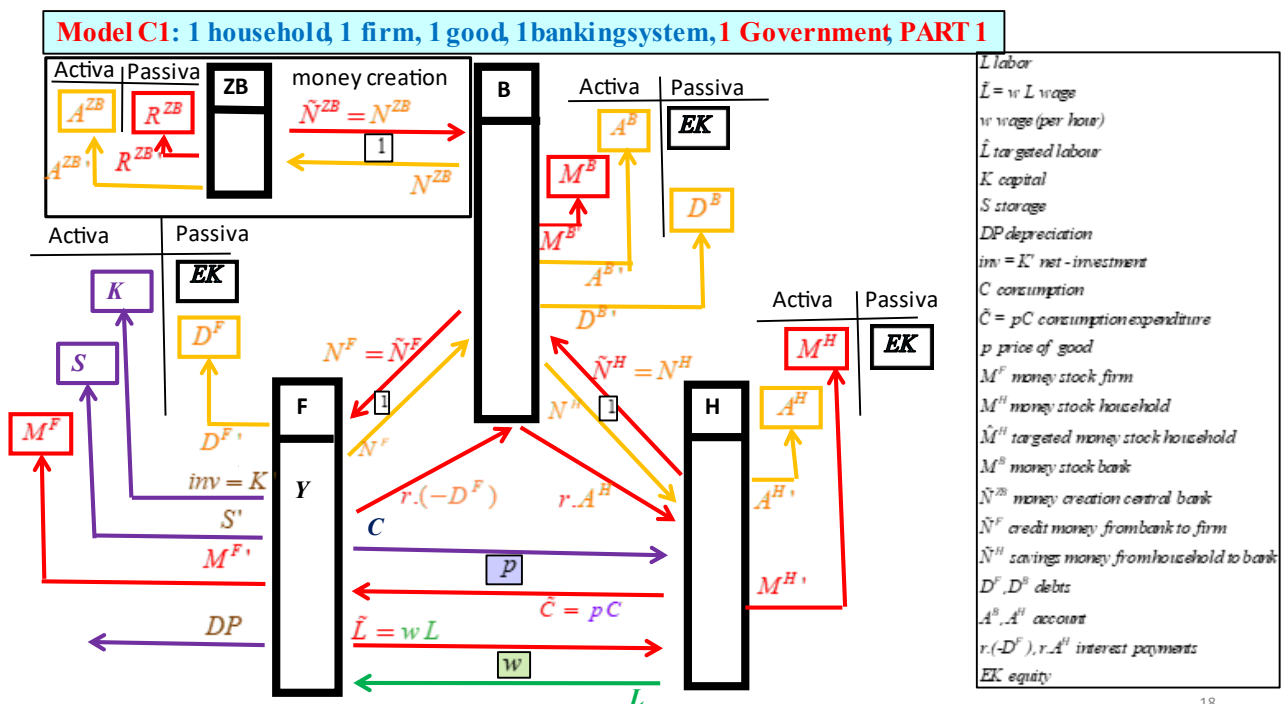 Model C1: 1 household, 1 firm, 1 good, 1bankingsystem, 1 Government, PART 1
Activa Passiva
ZB
money creation
A^ZB
R^ZB
Ñ^ZB = N^ZB
1
A^ZB'
R^ZB'
N^ZB
B
Activa Passiva
A^B
EK
M^B
D^B
M^B'
A^B'
D^B'
Activa Passiva
K
EK
S
D^F
M^F
D^F'
inv = K'
S'
M^F'
DP
F
Y
N^F = Ñ^F
1
N^F
r.(-D^F)
r.A^H
Ñ^H = N^H
N^H
1
C
p
C̃ = pC
L̃ = w L
w
L
H
Activa Passiva
M^H
EK
A^H
A^H'
M^H'
L labor
L̃ = w L wage
w wage (per hour)
L̂ targeted labour
K capital
S storage
DP depreciation
inv = K' net - investment
C consumption
C̃ = pC consumption expenditure
p price of good
M^F money stock firm
M^H money stock household
M̂^H targeted money stock household
M^B money stock bank
Ñ^ZB money creation central bank
Ñ^F credit money from bank to firm
Ñ^H savings money from household to bank
D^F, D^B debts
A^B, A^H account
r.(-D^F), r.A^H interest payments
EK equity
18